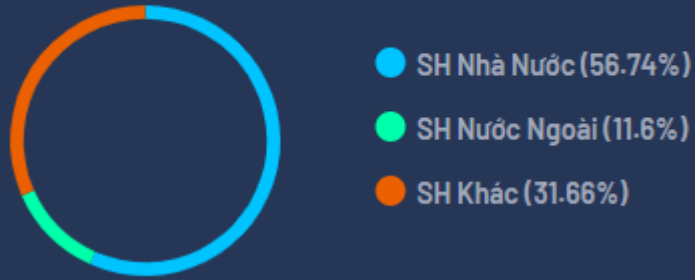 SH Nhà Nước (56.74%)
SH Nước Ngoài (11.6%)
SH Khác (31.66%)